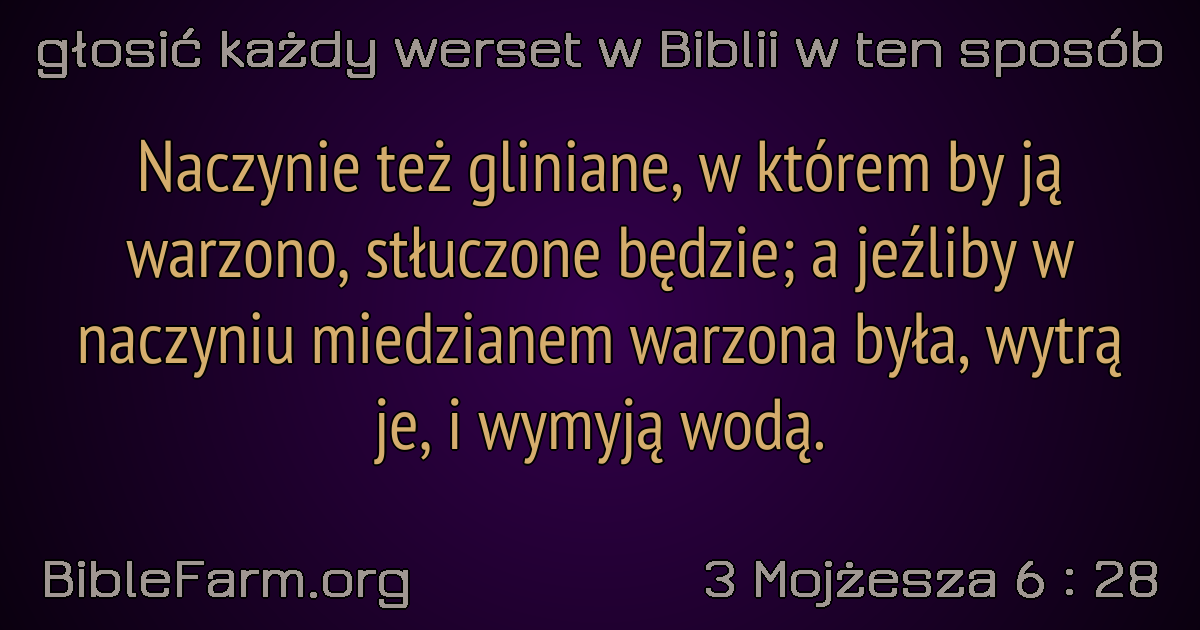 głosić każdy werset w Biblii w ten sposób
Naczynie też gliniane, w którem by ją
warzono, stłuczone będzie; a jeźliby w
naczyniu miedzianem warzona była, wytrą
je, i wymyją wodą.
BibleFarm.org
3 Mojżesza 6 : 28